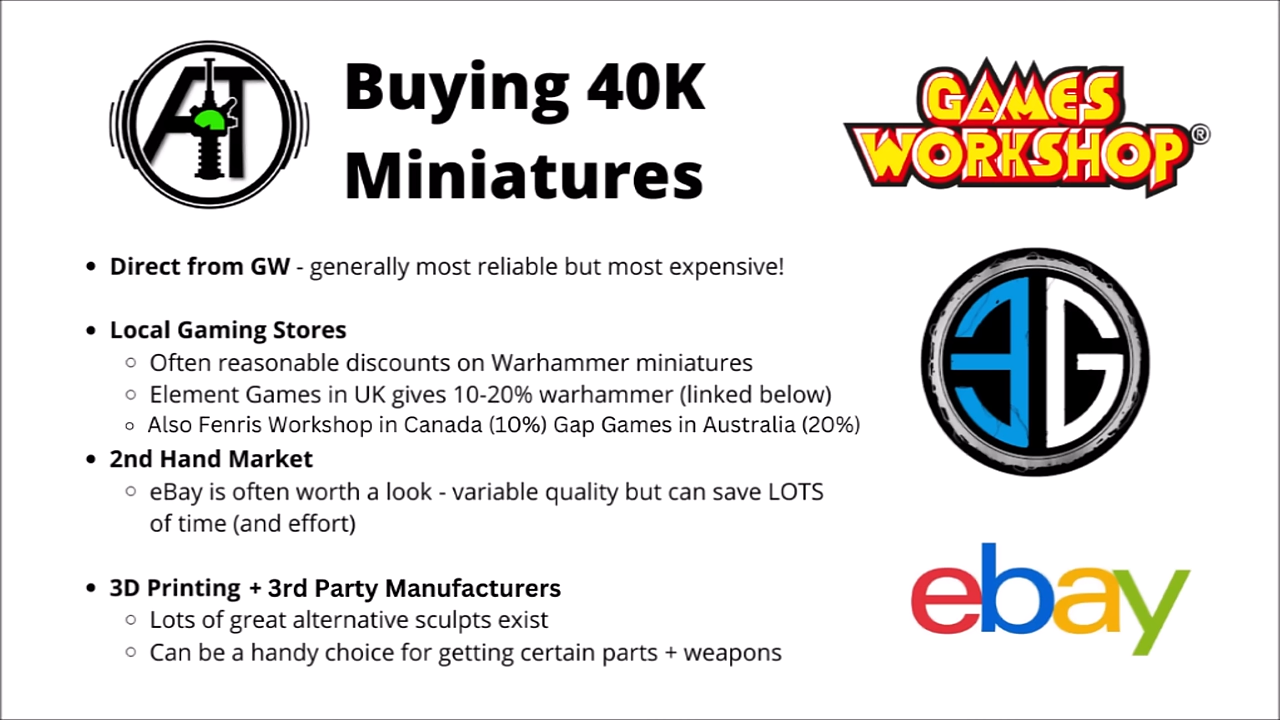 AT
Buying 40K
Miniatures
GAMES
WORKSHOP®
• Direct from GW - generally most reliable but most expensive!
• Local Gaming Stores
○ Often reasonable discounts on Warhammer miniatures
○ Element Games in UK gives 10-20% warhammer (linked below)
○ Also Fenris Workshop in Canada (10%) Gap Games in Australia (20%)
• 2nd Hand Market
○ eBay is often worth a look - variable quality but can save LOTS
of time (and effort)
• 3D Printing + 3rd Party Manufacturers
○ Lots of great alternative sculpts exist
○ Can be a handy choice for getting certain parts + weapons
EG
ebay